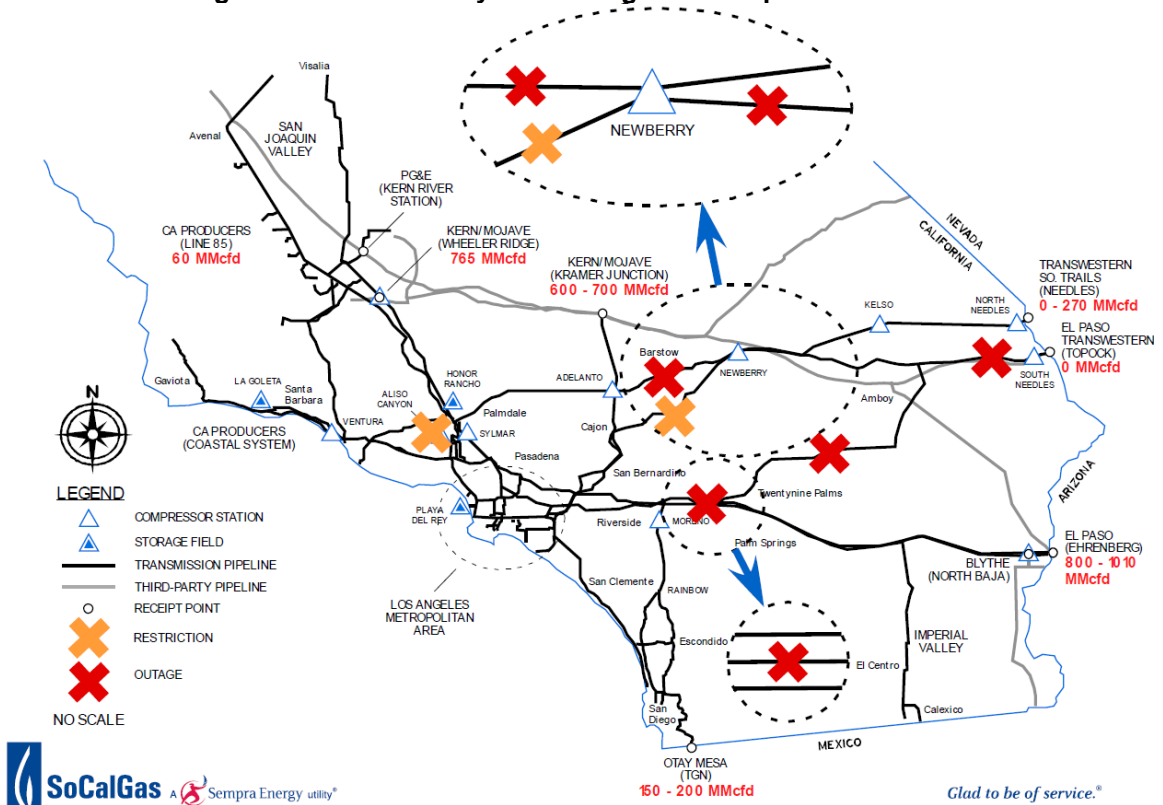 Visalia
Avenal
SAN
JOAQUIN
VALLEY
PG&E
(KERN RIVER
STATION)
CA PRODUCERS
(LINE 85)
60 MMcfd
KERN/MOJAVE
(WHEELER RIDGE)
765 MMcfd
KERN/MOJAVE
(KRAMER JUNCTION)
600 - 700 MMcfd
NEWBERRY
NEVADA
CALIFORNIA
TRANSWESTERN
SO TRAILS
(NEEDLES)
0 - 270 MMcfd
EL PASO
TRANSWESTERN
(TOPOCK)
0 MMcfd
KELSO
NORTH
NEEDLES
SOUTH
NEEDLES
Barstow
NEWBERRY
ADELANTO
Amboy
Cajon
Gaviota
LA GOLETA
Santa
Barbara
CA PRODUCERS
(COASTAL SYSTEM)
VENTURA
ALISO
CANYON
HONOR
RANCHO
Palmdale
SYLMAR
Pasadena
San Bernardino
Twentynine Palms
PLAYA
DEL REY
Riverside
MORENO
Palm Springs
ARIZONA
EL PASO
(EHRENBERG)
800 - 1010
MMcfd
BLYTHE
(NORTH BAJA)
San Clemente
RAINBOW
LOS ANGELES
METROPOLITAN
AREA
Escondido
El Centro
IMPERIAL
VALLEY
San
Diego
Calexico
MEXICO
OTAY MESA
(TGN)
150 - 200 MMcfd
N
LEGEND
COMPRESSOR STATION
STORAGE FIELD
TRANSMISSION PIPELINE
THIRD-PARTY PIPELINE
RECEIPT POINT
RESTRICTION
OUTAGE
NO SCALE
SoCalGas A Sempra Energy utility®
Glad to be of service.®